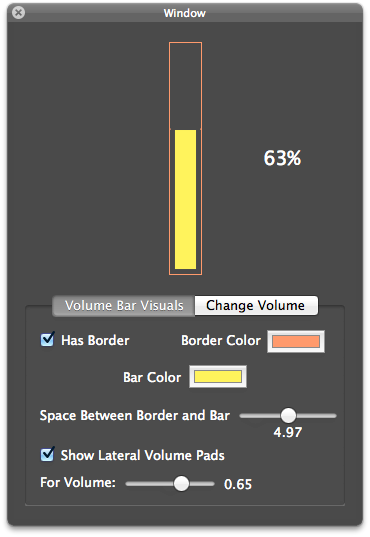 Window
63%
Volume Bar Visuals
Change Volume
Has Border
Border Color
Bar Color
Space Between Border and Bar
4.97
Show Lateral Volume Pads
For Volume:
0.65